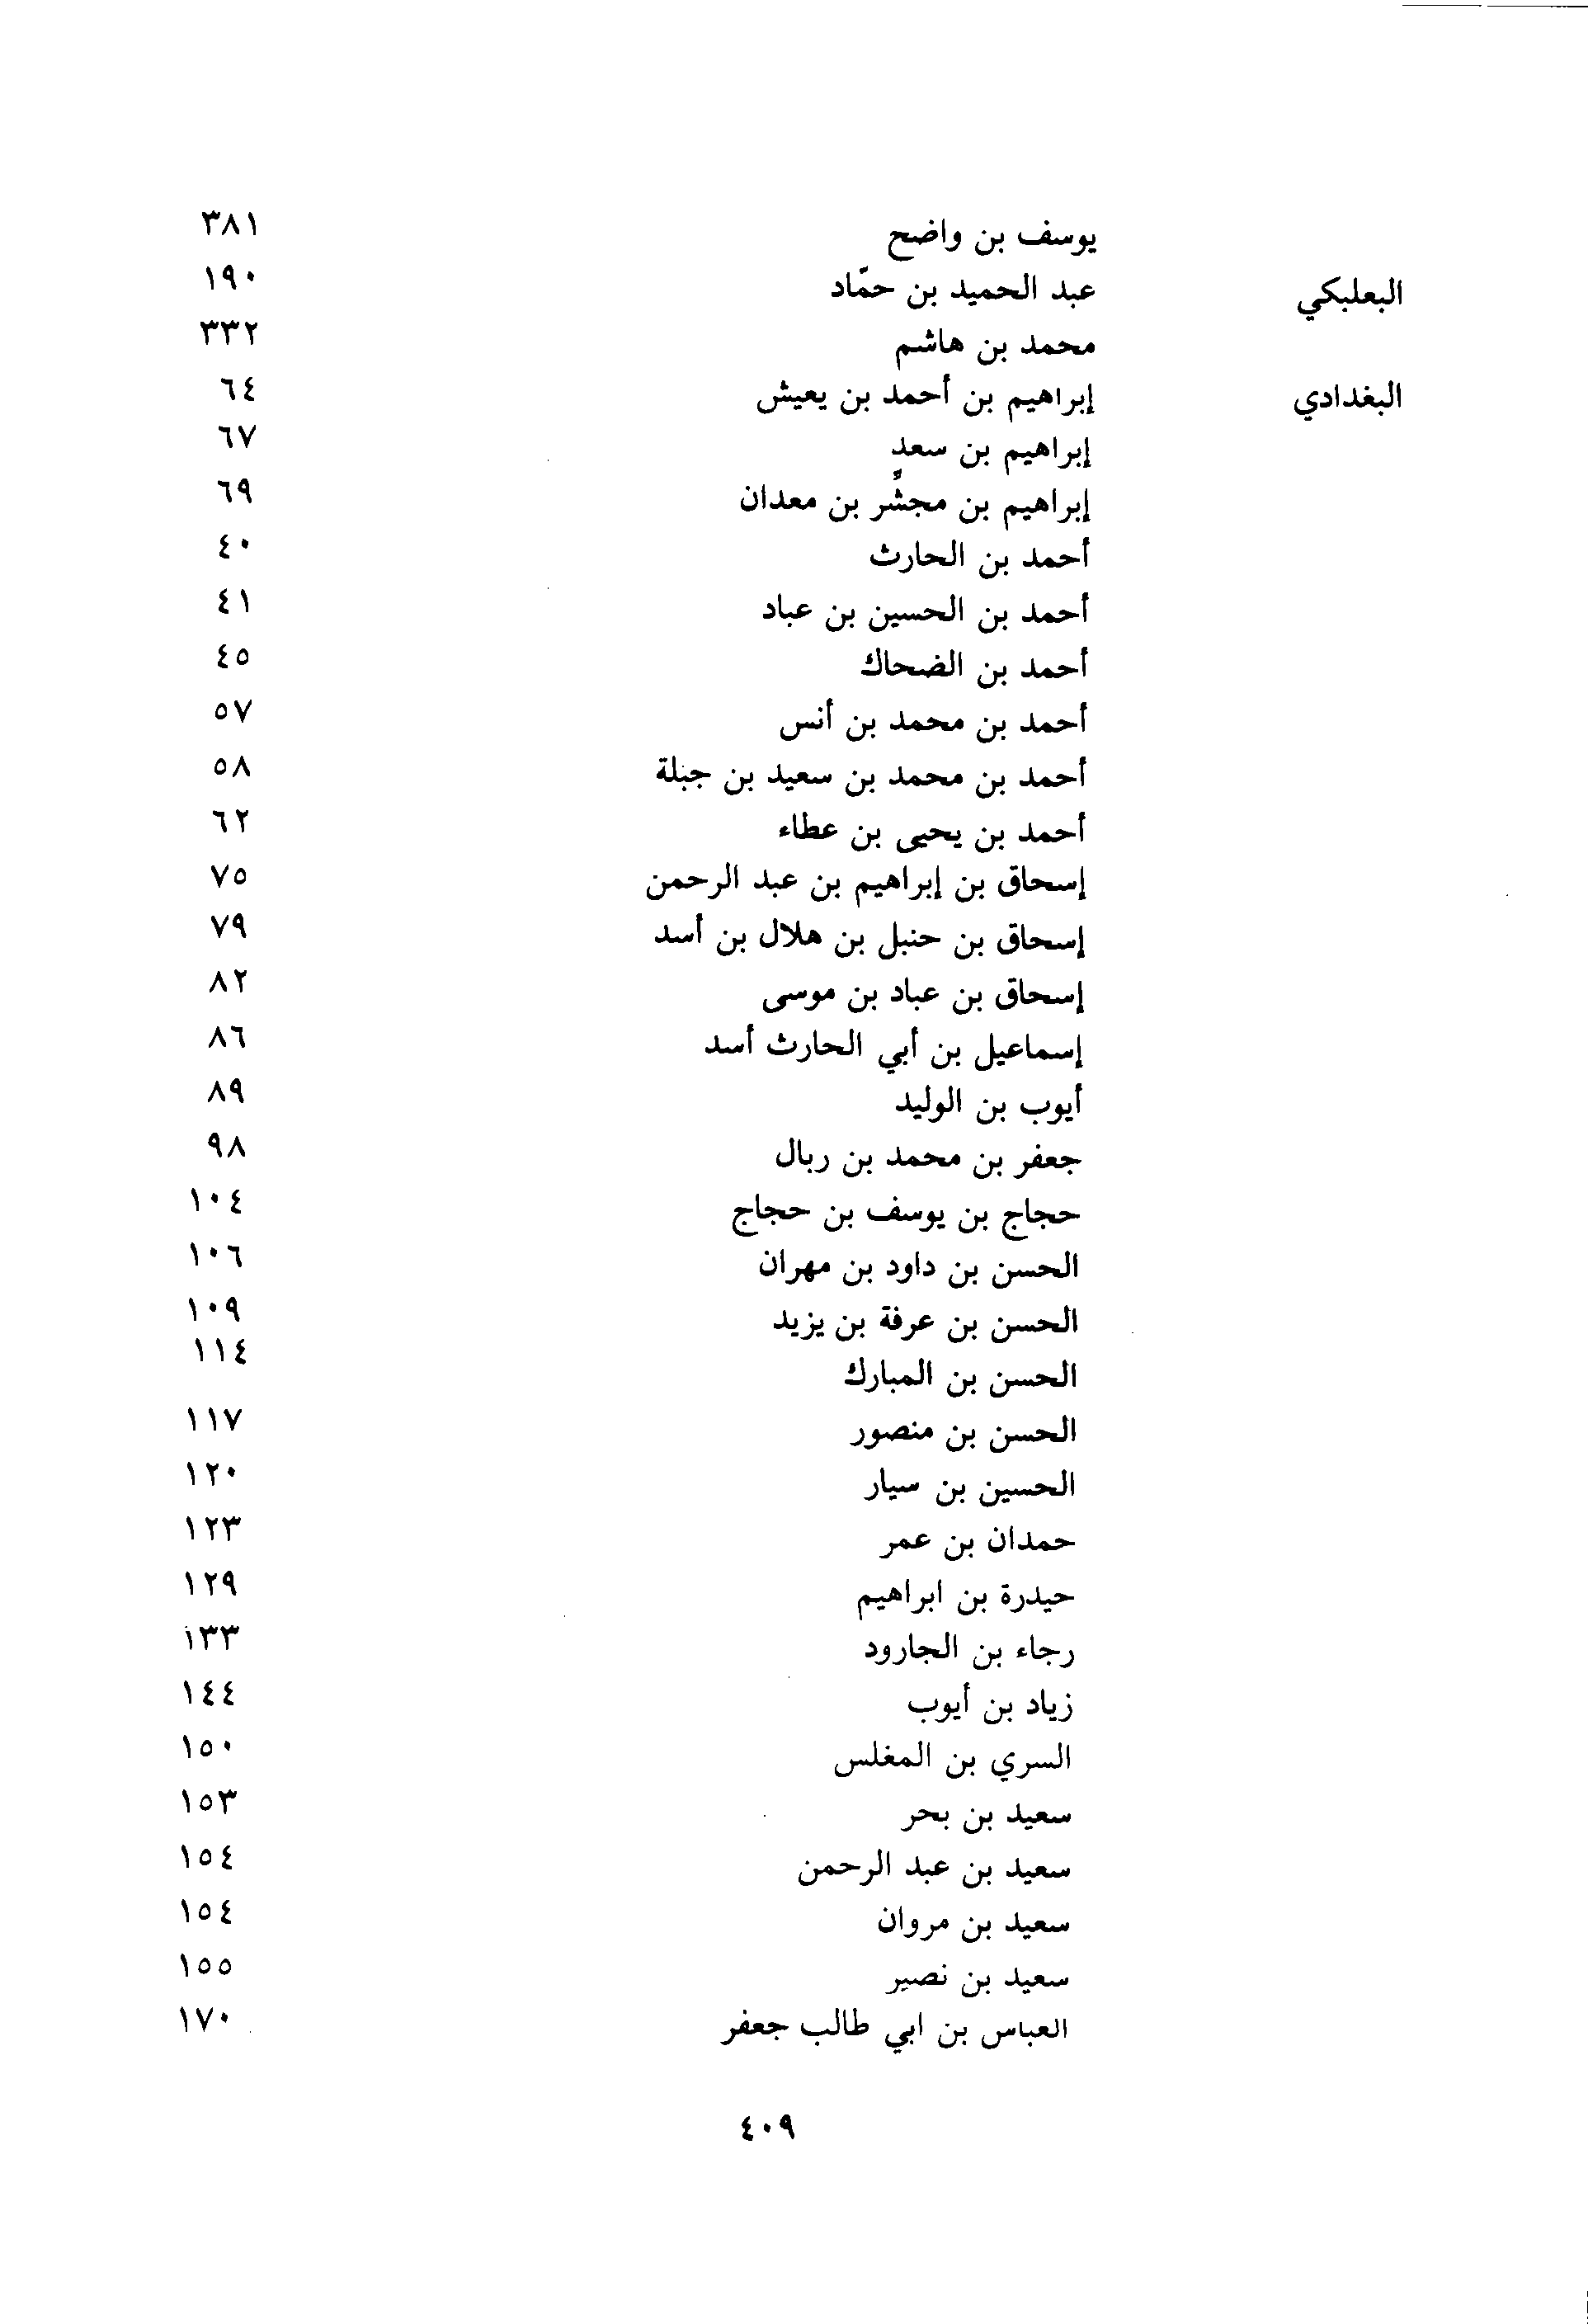 يوسف بن واضح ٣٨١
البعلبكي عبد الحميد بن حمّاد ١٩٠
محمد بن هاشم ٣٣٢
البغدادي إبراهيم بن أحمد بن يعيش ٦٤
إبراهيم بن سعدٍ ٦٧
إبراهيم بن مجشّر بن معدان ٦٩
أحمد بن الحارث ٤٠
أحمد بن الحسين بن عباد ٤١
أحمد بن الضحاك ٤٥
أحمد بن محمد بن أنس ٥٧
أحمد بن محمد بن سعيد بن جبلة ٥٨
أحمد بن يحيى بن عطاء ٦٢
إسحاق بن إبراهيم بن عبد الرحمن ٧٥
إسحاق بن حنبل بن هلال بن أسد ٧٩
إسحاق بن عباد بن موسى ٨٢
إسماعيل بن أبي الحارث أسد ٨٦
أيوب بن الوليد ٨٩
جعفر بن محمد بن ربال ٩٨
حجاج بن يوسف بن حجاج ١٠٤
الحسن بن داود بن مهران ١٠٦
الحسن بن عرفة بن يزيد ١٠٩
الحسن بن المبارك ١١٤
الحسن بن منصور ١١٧
الحسين بن سيار ١٢٠
حمدان بن عمر ١٢٣
حيدرة بن ابراهيم ١٢٩
رجاء بن الجارود ١٣٣
زياد بن أيوب ١٤٤
السري بن المغلس ١٥٠
سعيد بن بحر ١٥٣
سعيد بن عبد الرحمن ١٥٤
سعيد بن مروان ١٥٤
سعيد بن نصير ١٥٥
العباس بن ابي طالب جعفر ١٧٠
٤٠٩